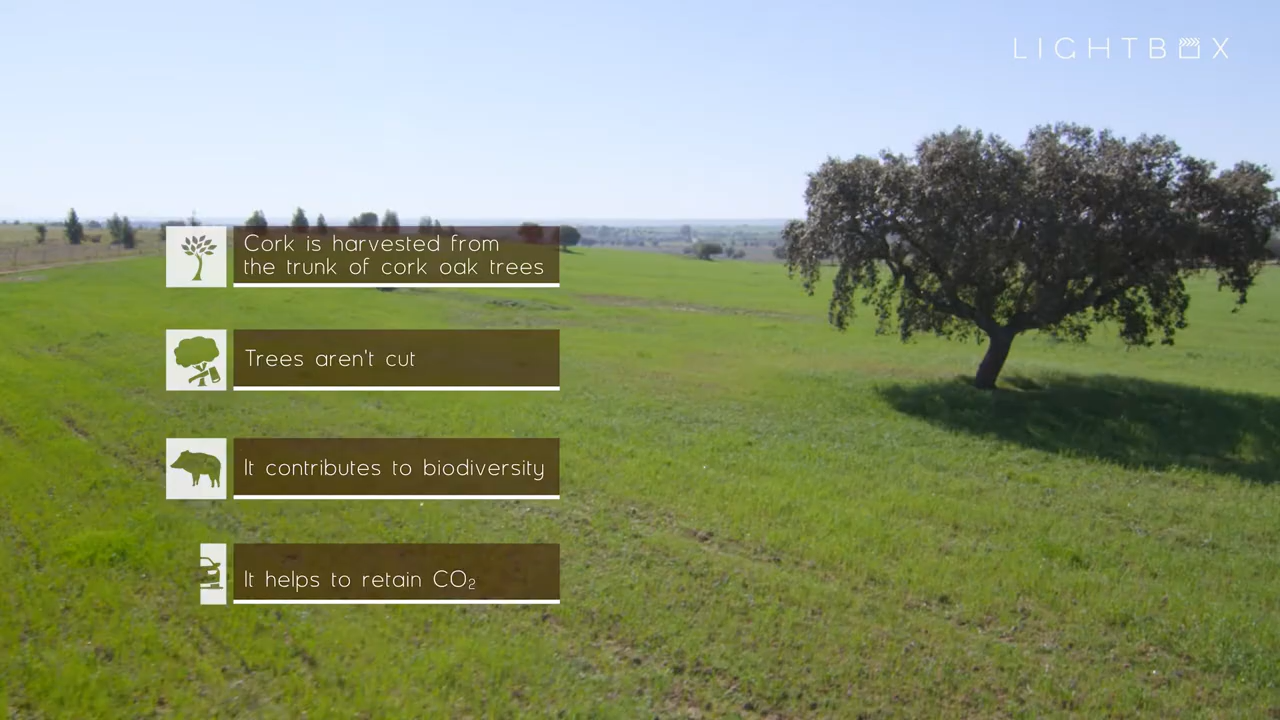 LIGHTBOX
Cork is harvested from
the trunk of cork oak trees
Trees aren't cut
It contributes to biodiversity
It helps to retain CO₂